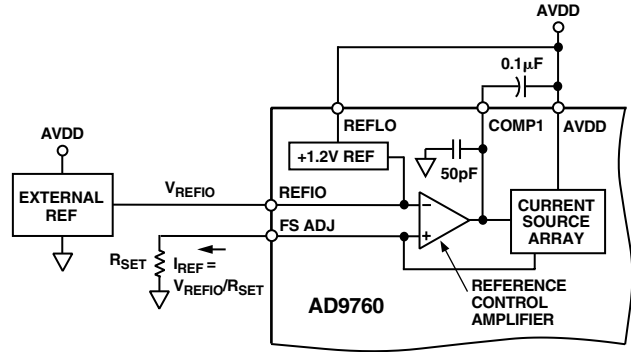 AVDD
0.1µF
REFLO
COMP1
AVDD
AVDD
+1.2V REF
50pF
EXTERNAL
REF
VREFIO
REFIO
–
CURRENT
SOURCE
ARRAY
FS ADJ
+
RSET
IREF =
VREFIO/RSET
REFERENCE
CONTROL
AMPLIFIER
AD9760